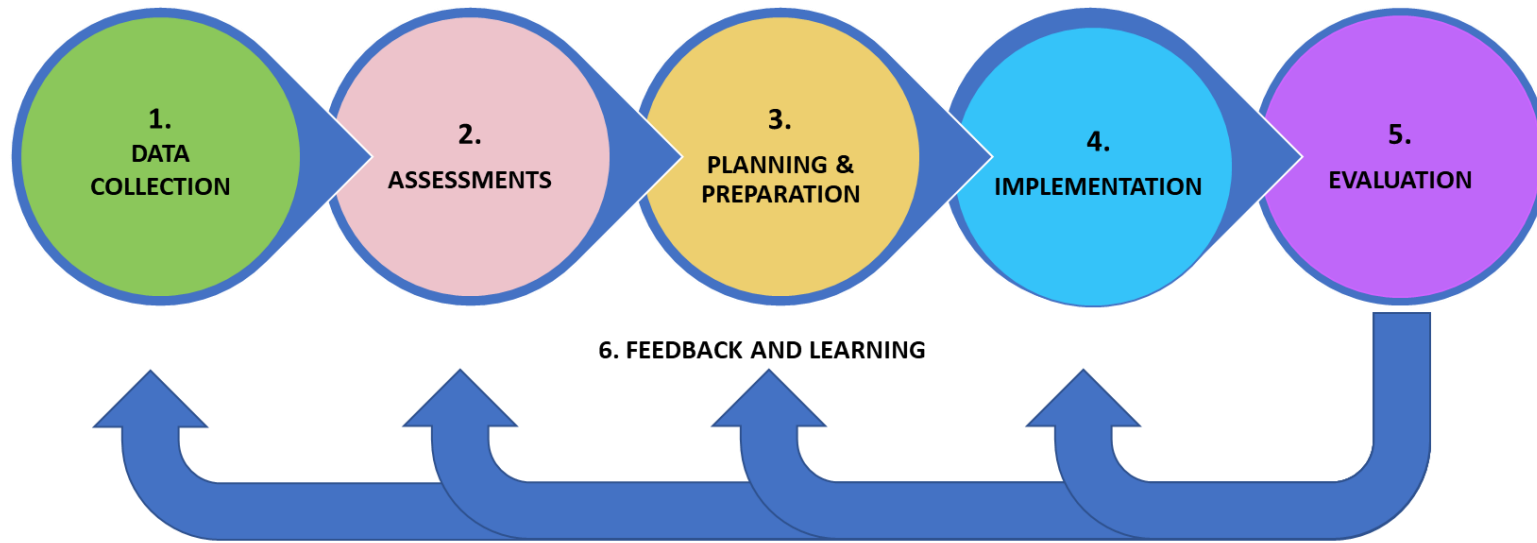 1.
DATA
COLLECTION
2.
ASSESSMENTS
3.
PLANNING &
PREPARATION
4.
IMPLEMENTATION
5.
EVALUATION
6. FEEDBACK AND LEARNING